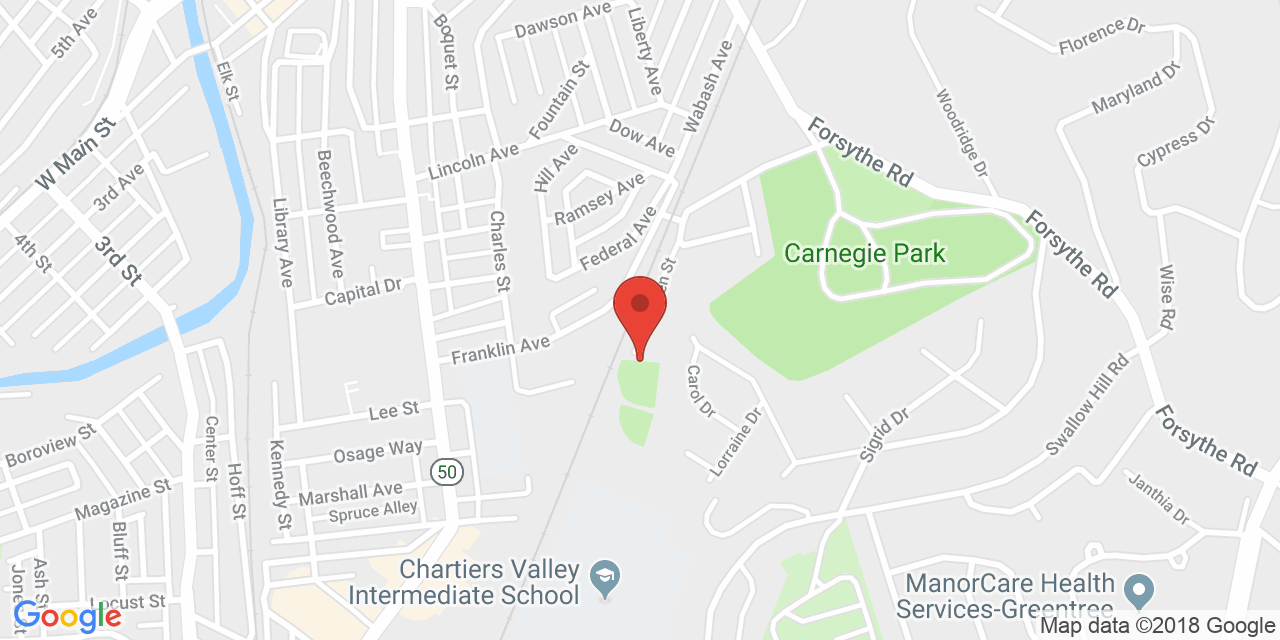 5th Ave
Elk St
W Main St
3rd Ave
4th St
3rd St
Library Ave
Beechwood Ave
Boquet St
Dawson Ave
Liberty Ave
Wabash Ave
Fountain St
Dow Ave
Lincoln Ave
Hill Ave
Ramsey Ave
Federal Ave
Charles St
Capital Dr
Franklin Ave
Forsythe Rd
Woodridge Dr
Florence Dr
Maryland Dr
Cypress Dr
Forsythe Rd
Carnegie Park
Wise Rd
Carol Dr
Lorraine Dr
Sigrid Dr
Swallow Hill Rd
Forsythe Rd
Janthia Dr
Lee St
Osage Way
50
Marshall Ave
Spruce Alley
Kennedy St
Center St
Hoff St
Boroview St
Magazine St
Bluff St
Ash St
Locust St
Chartiers Valley
Intermediate School
ManorCare Health
Services-Greentree
Google
Map data ©2018 Google